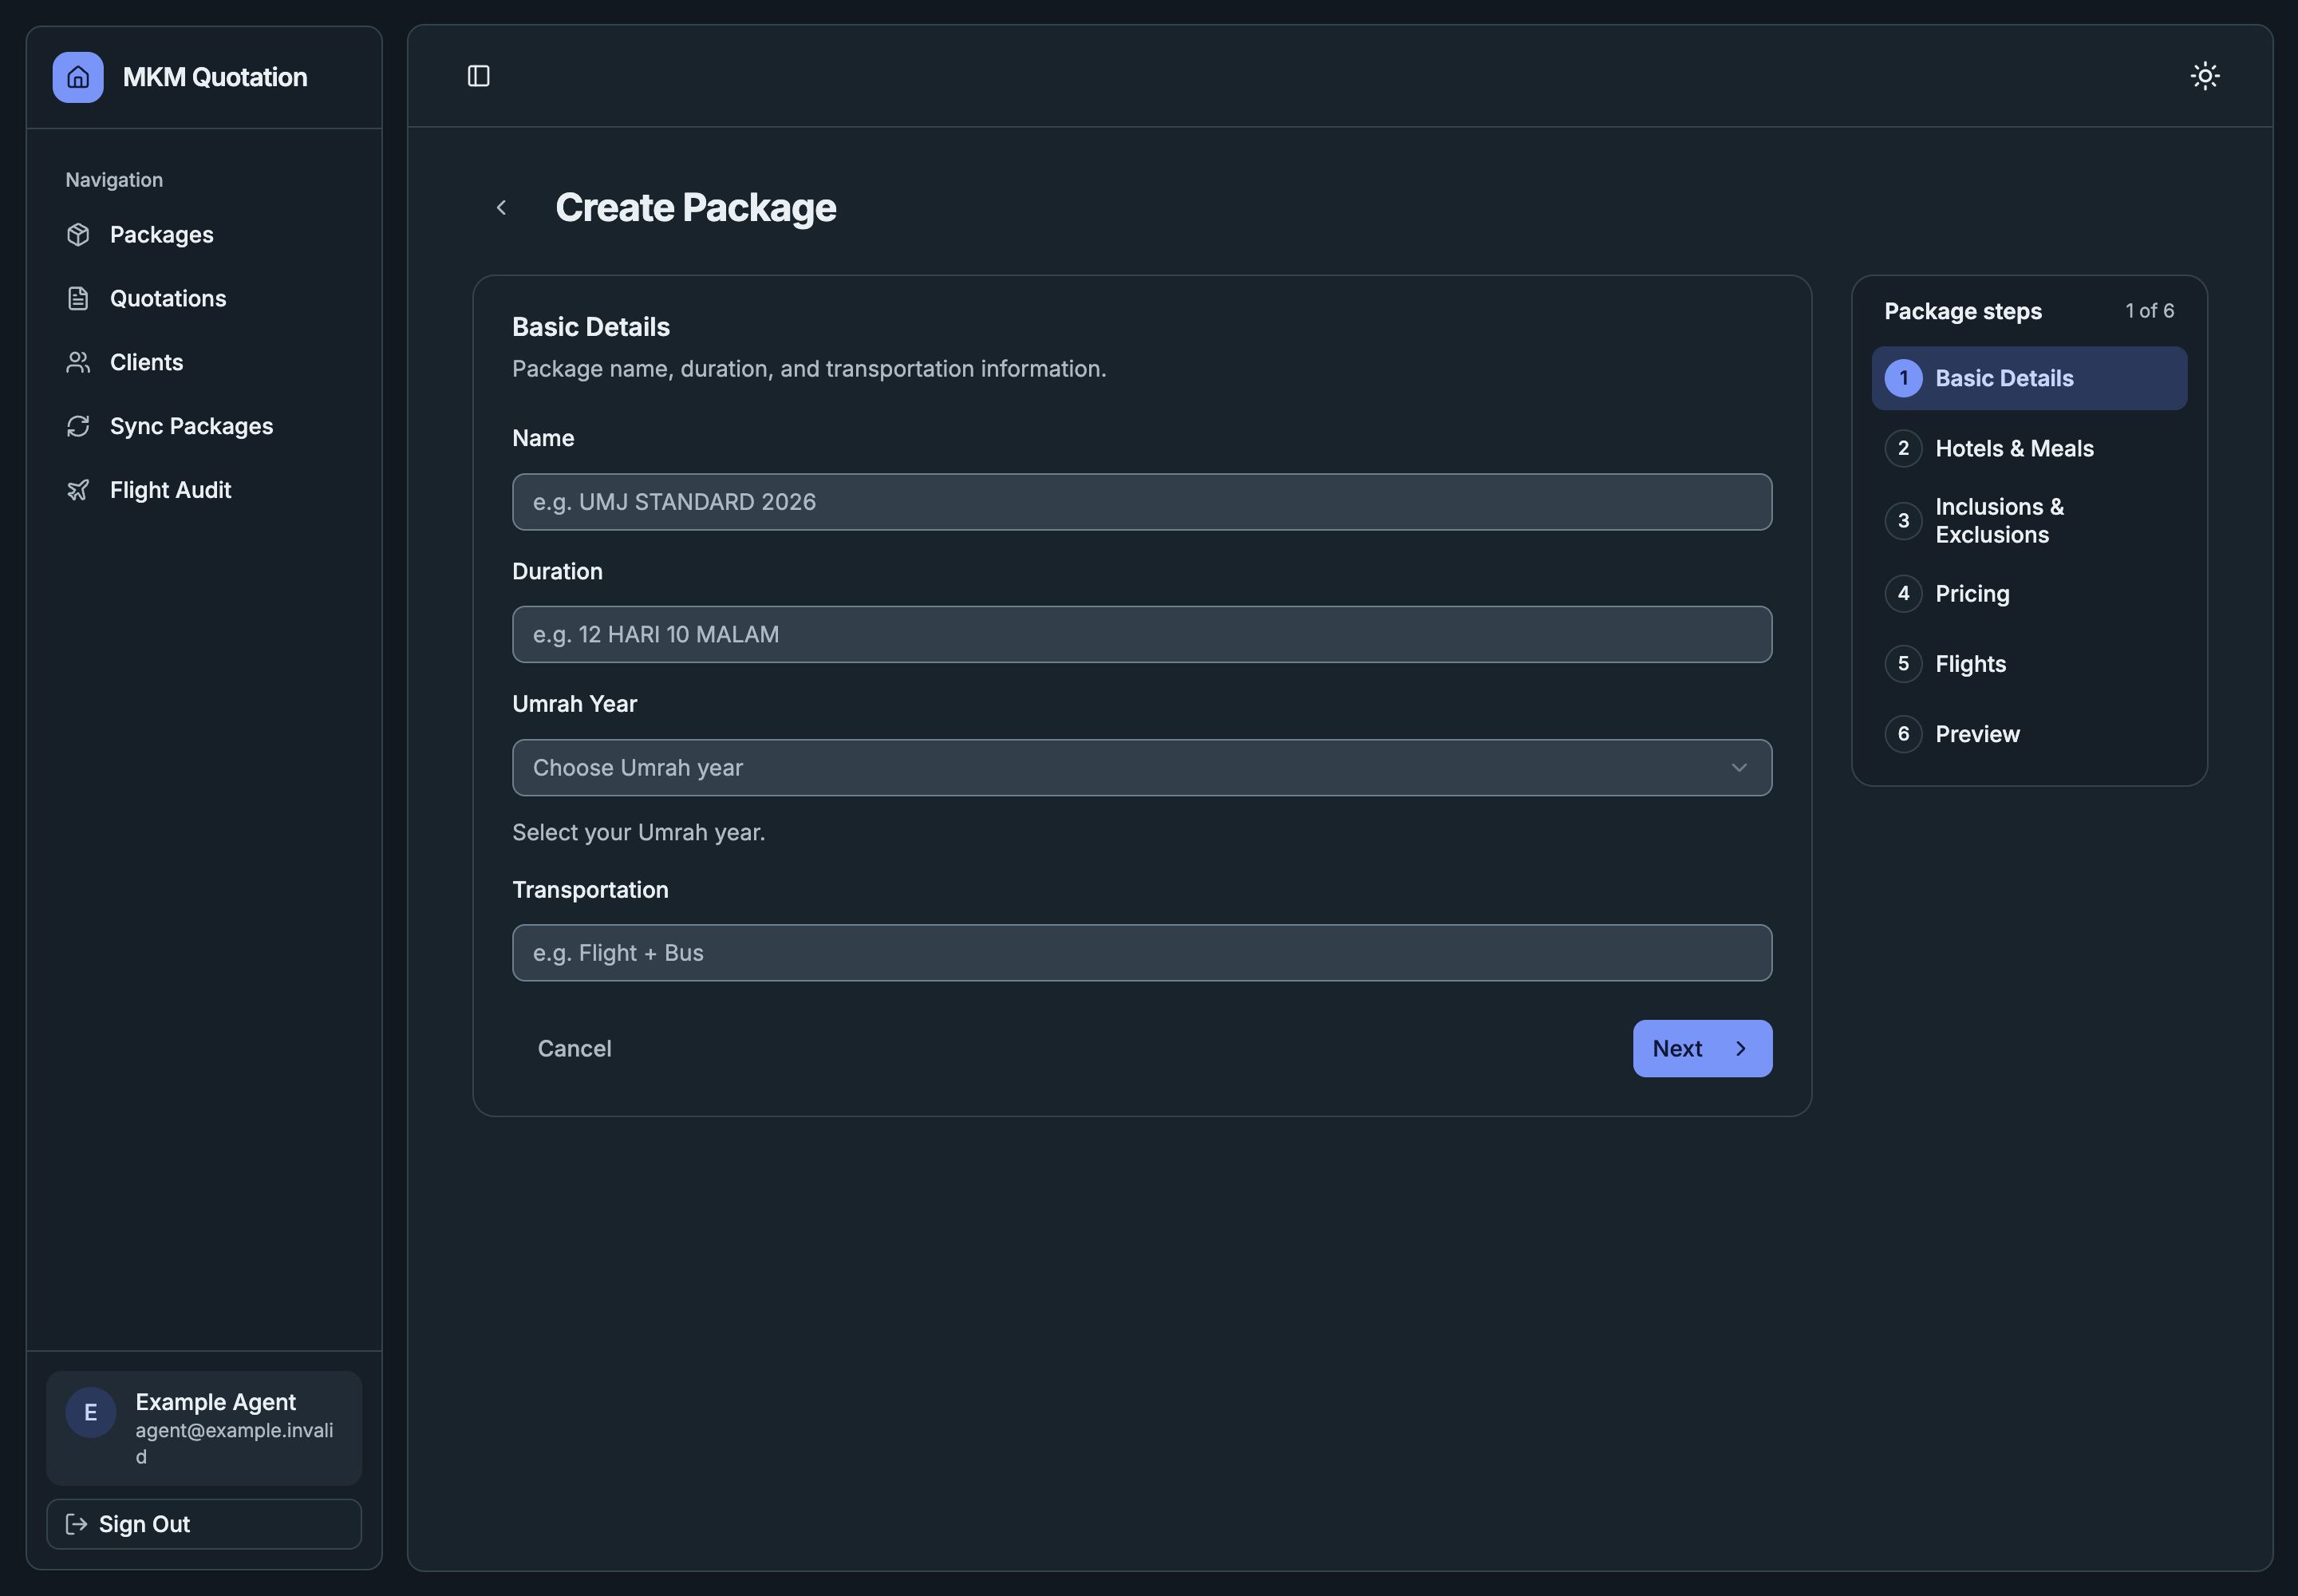 MKM Quotation
Navigation
Packages
Quotations
Clients
Sync Packages
Flight Audit
Example Agent
agent@example.invali
d
Sign Out
Create Package
Basic Details
Package name, duration, and transportation information.
Name
e.g. UMJ STANDARD 2026
Duration
e.g. 12 HARI 10 MALAM
Umrah Year
Choose Umrah year
Select your Umrah year.
Transportation
e.g. Flight + Bus
Cancel
Next
Package steps
1 of 6
1 Basic Details
2 Hotels & Meals
3 Inclusions &
Exclusions
4 Pricing
5 Flights
6 Preview
E